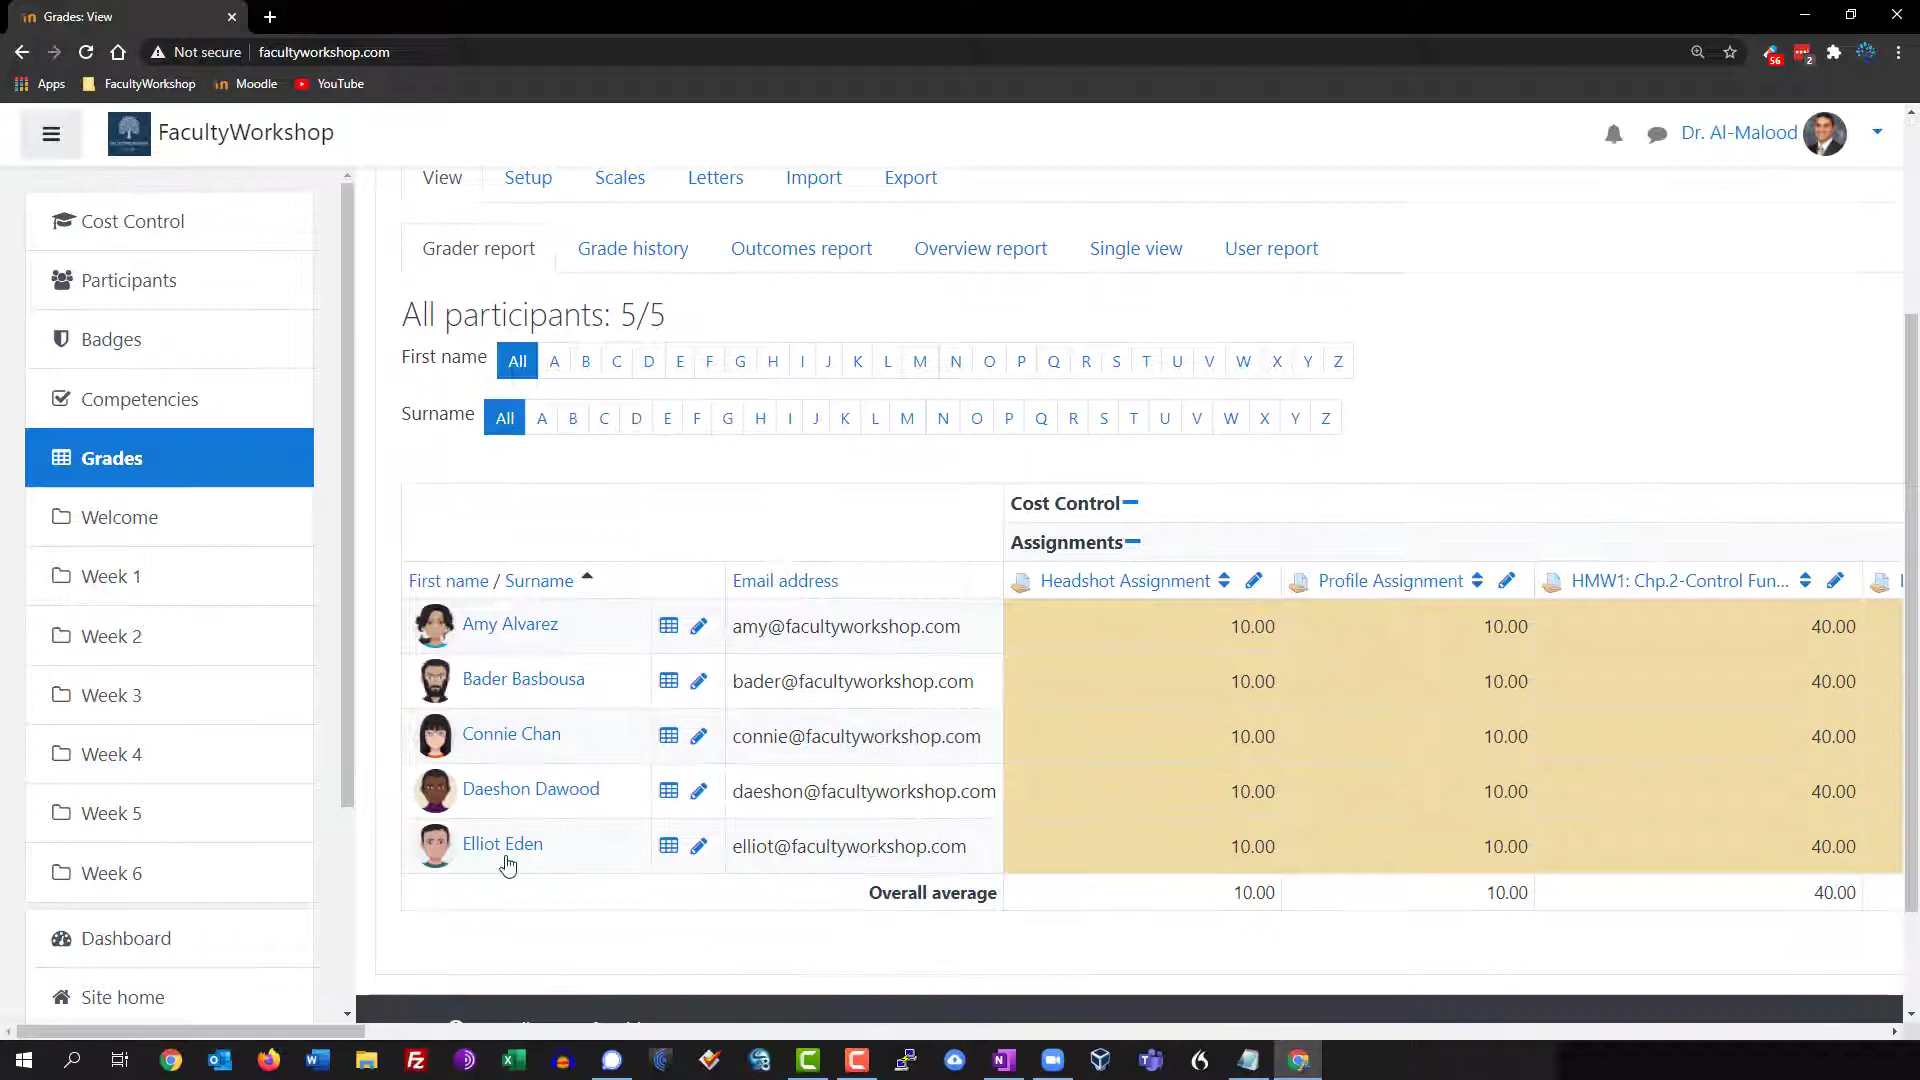 Grades: View
Not secure facultyworkshop.com
56 2
Apps FacultyWorkshop Moodle YouTube
FacultyWorkshop Dr. Al-Malood
View Setup Scales Letters Import Export
Cost Control
Participants
Badges
Competencies
Grades
Welcome
Week 1
Week 2
Week 3
Week 4
Week 5
Week 6
Dashboard
Site home
Grader report Grade history Outcomes report Overview report Single view User report
All participants: 5/5
First name All A B C D E F G H I J K L M N O P Q R S T U V W X Y Z
Surname All A B C D E F G H I J K L M N O P Q R S T U V W X Y Z
Cost Control
Assignments
First name / Surname Email address Headshot Assignment Profile Assignment HMW1: Chp.2-Control Fun...
Amy Alvarez amy@facultyworkshop.com 10.00 10.00 40.00
Bader Basbousa bader@facultyworkshop.com 10.00 10.00 40.00
Connie Chan connie@facultyworkshop.com 10.00 10.00 40.00
Daeshon Dawood daeshon@facultyworkshop.com 10.00 10.00 40.00
Elliot Eden elliot@facultyworkshop.com 10.00 10.00 40.00
Overall average 10.00 10.00 40.00